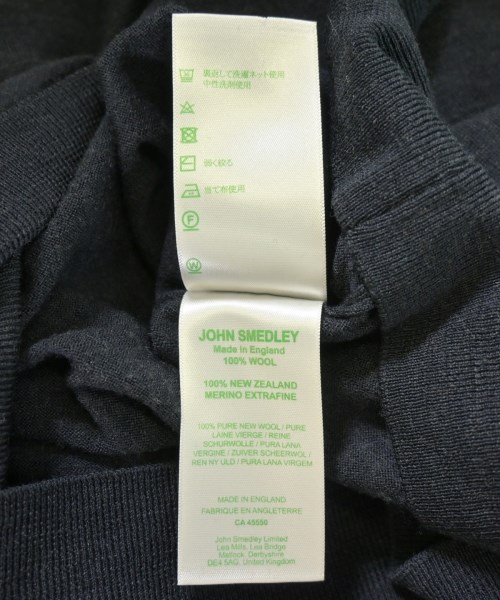 裏返して洗濯ネット使用
中性洗剤使用
弱く絞る
当て布使用
F
W
JOHN SMEDLEY
Made in England
100% WOOL
100% NEW ZEALAND
MERINO EXTRAFINE
100% PURE NEW WOOL / PURE
LAINE VIERGE / REINE
SCHURWOLLE / PURA LANA
VERGINE / ZUIVER SCHEERWOL /
REN NY ULD / PURA LANA VIRGEM
MADE IN ENGLAND
FABRIQUE EN ANGLETERRE
CA 45550
John Smedley Limited
Lea Mills, Lea Bridge
Matlock, Derbyshire
DE4 5AG, United Kingdom